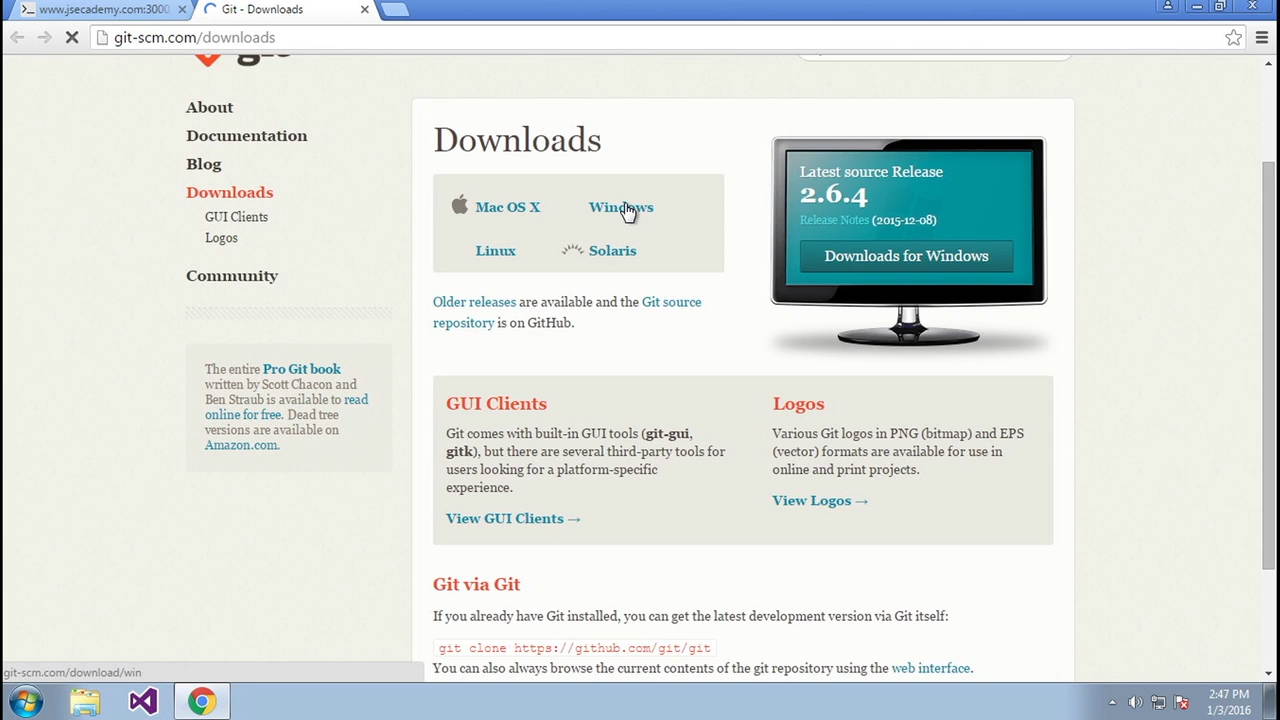 www.jsecademy.com:3000
Git - Downloads
git-scm.com/downloads
git
About
Documentation
Blog
Downloads
GUI Clients
Logos
Community
The entire Pro Git book
written by Scott Chacon and
Ben Straub is available to read
online for free. Dead tree
versions are available on
Amazon.com.
Downloads
Mac OS X
Windows
Linux
Solaris
Older releases are available and the Git source
repository is on GitHub.
Latest source Release
2.6.4
Release Notes (2015-12-08)
Downloads for Windows
GUI Clients
Git comes with built-in GUI tools (git-gui,
gitk), but there are several third-party tools for
users looking for a platform-specific
experience.
View GUI Clients →
Logos
Various Git logos in PNG (bitmap) and EPS
(vector) formats are available for use in
online and print projects.
View Logos →
Git via Git
If you already have Git installed, you can get the latest development version via Git itself:
git clone https://github.com/git/git
You can also always browse the current contents of the git repository using the web interface.
git-scm.com/download/win
2:47 PM
1/3/2016